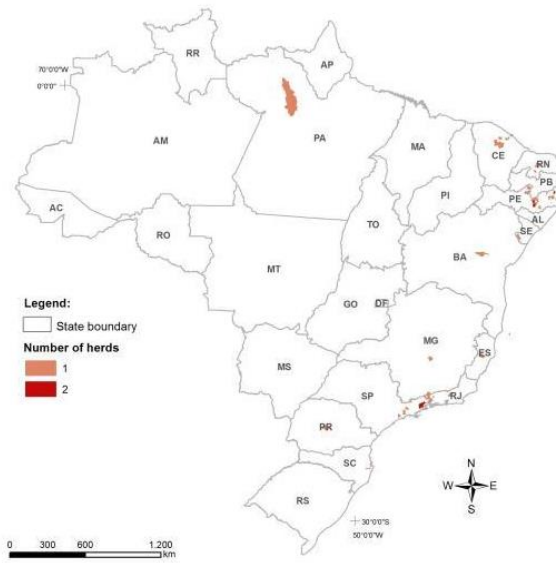 RR
AP
70°0'0"W
0°0'0"
AM
PA
MA
CE
RN
PB
PE
PI
AL
SE
AC
TO
RO
BA
MT
GO
DF
Legend:
State boundary
MG
ES
Number of herds
1
MS
2
SP
RJ
PR
SC
N
W
E
S
RS
30°0'0"S
50°0'0"W
0
300
600
1.200
km